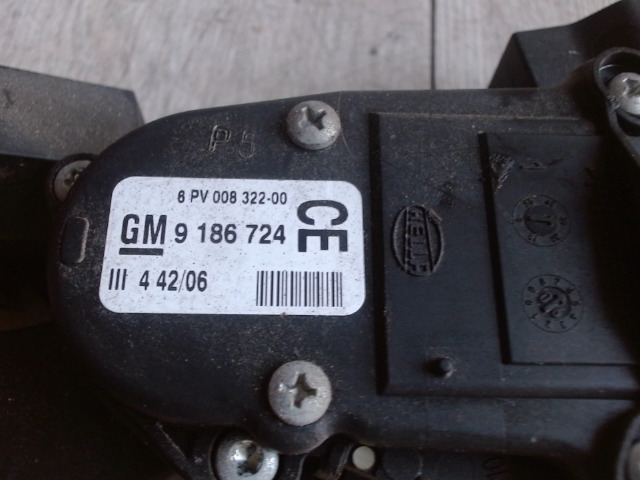 P5
6 PV 008 322-00
GM 9 186 724
CE
III 4 42/06
HELLA